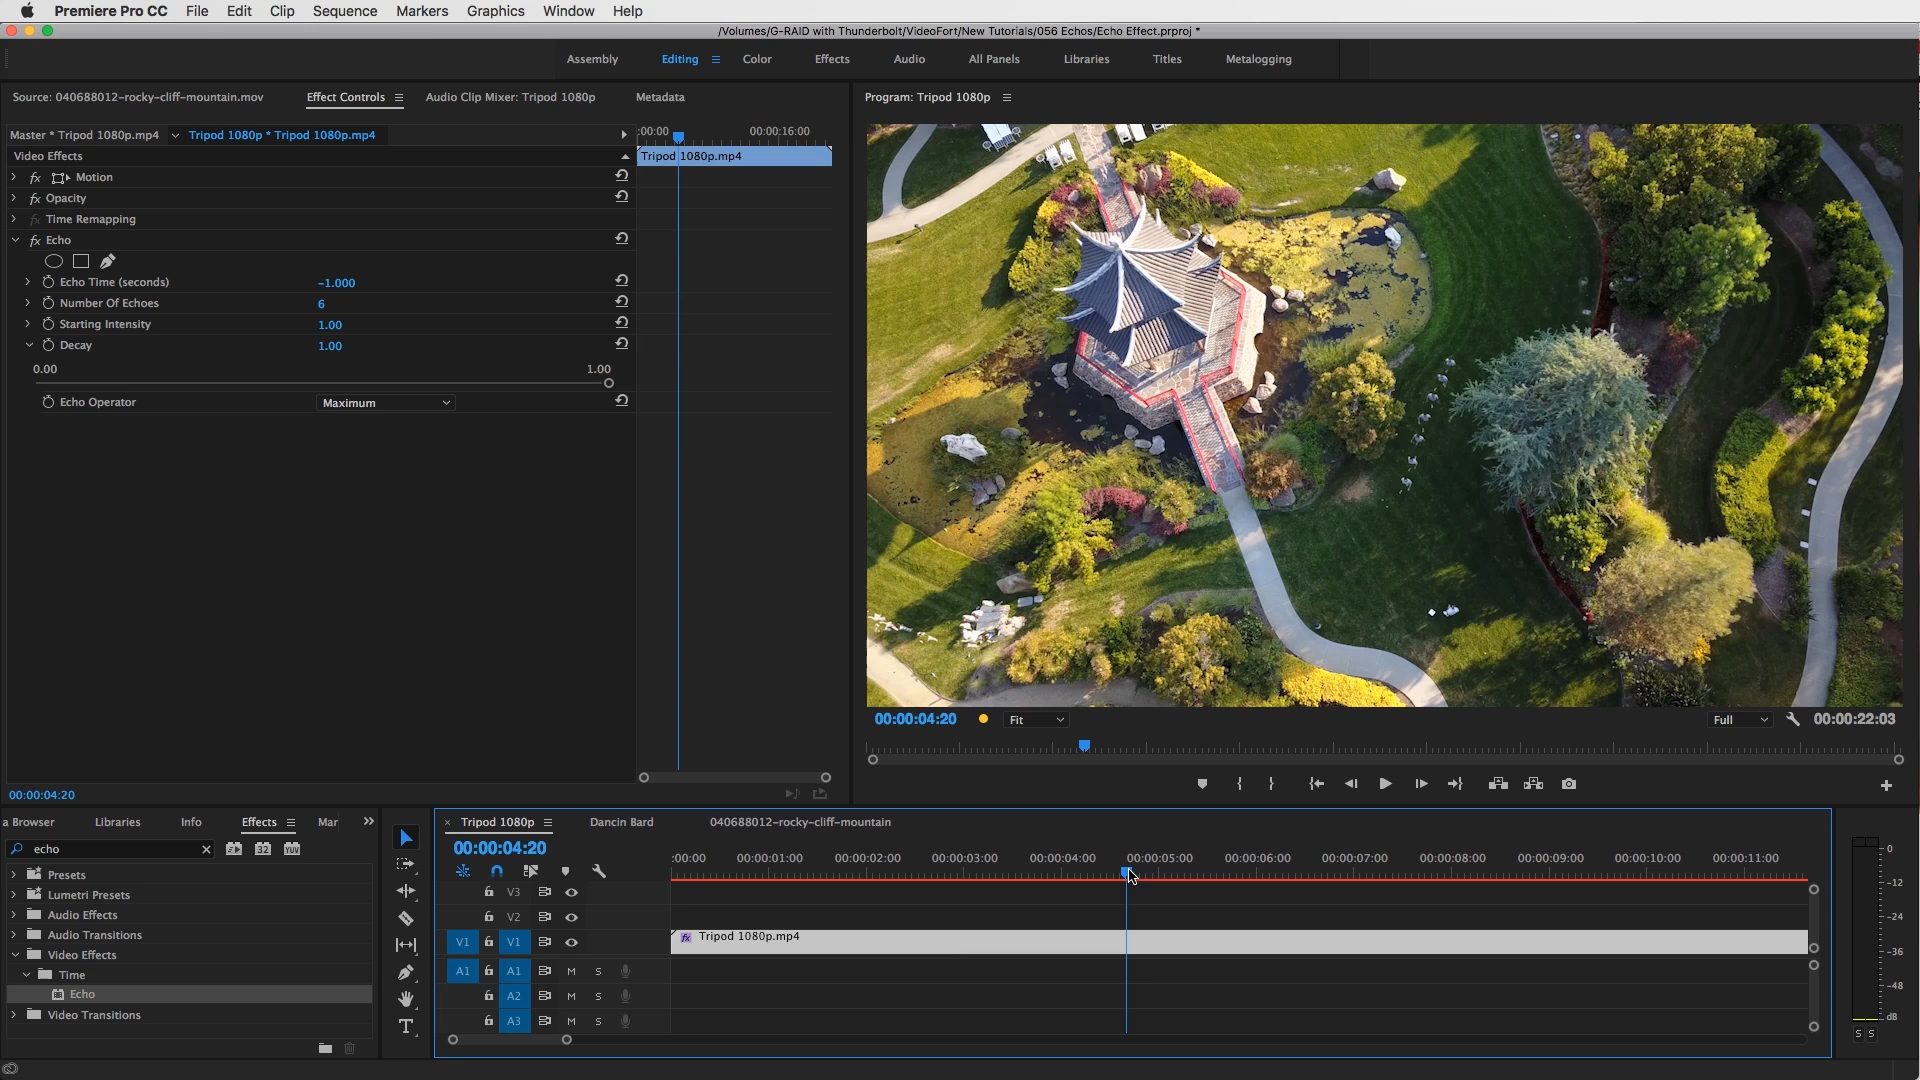 Premiere Pro CC File Edit Clip Sequence Markers Graphics Window Help
/Volumes/G-RAID with Thunderbolt/VideoFort/New Tutorials/056 Echos/Echo Effect.prproj *
Assembly Editing Color Effects Audio All Panels Libraries Titles Metalogging
Source: 040688012-rocky-cliff-mountain.mov Effect Controls Audio Clip Mixer: Tripod 1080p Metadata
Program: Tripod 1080p
Master * Tripod 1080p.mp4 Tripod 1080p * Tripod 1080p.mp4 :00:00 00:00:16:00
Video Effects Tripod 1080p.mp4
fx Motion
fx Opacity
fx Time Remapping
fx Echo
Echo Time (seconds) -1.000
Number Of Echoes 6
Starting Intensity 1.00
Decay 1.00
0.00 1.00
Echo Operator Maximum
00:00:04:20 Fit Full 00:00:22:03
00:00:04:20
a Browser Libraries Info Effects Mar
echo 32 YUV
Presets
Lumetri Presets
Audio Effects
Audio Transitions
Video Effects
Time
Echo
Video Transitions
T
× Tripod 1080p Dancin Bard 040688012-rocky-cliff-mountain
00:00:04:20
:00:00 00:00:01:00 00:00:02:00 00:00:03:00 00:00:04:00 00:00:05:00 00:00:06:00 00:00:07:00 00:00:08:00 00:00:09:00 00:00:10:00 00:00:11:00
V3
V2
V1 V1 fx Tripod 1080p.mp4
A1 A1 M S
A2 M S
A3 M S
0
-12
-24
-36
-48
dB
S S